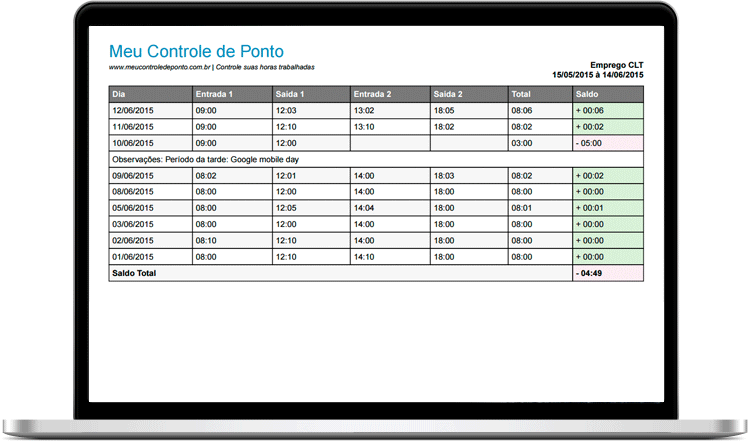 Meu Controle de Ponto
www.meucontroledeponto.com.br | Controle suas horas trabalhadas
Emprego CLT
15/05/2015 à 14/06/2015
Dia Entrada 1 Saída 1 Entrada 2 Saída 2 Total Saldo
12/06/2015 09:00 12:03 13:02 18:05 08:06 + 00:06
11/06/2015 09:00 12:10 13:10 18:02 08:02 + 00:02
10/06/2015 09:00 12:00 03:00 - 05:00
Observações: Período da tarde: Google mobile day
09/06/2015 08:02 12:01 14:00 18:03 08:02 + 00:02
08/06/2015 08:00 12:00 14:00 18:00 08:00 + 00:00
05/06/2015 08:00 12:05 14:04 18:00 08:01 + 00:01
03/06/2015 08:00 12:00 14:00 18:00 08:00 + 00:00
02/06/2015 08:10 12:10 14:00 18:00 08:00 + 00:00
01/06/2015 08:00 12:10 14:10 18:00 08:00 + 00:00
Saldo Total - 04:49